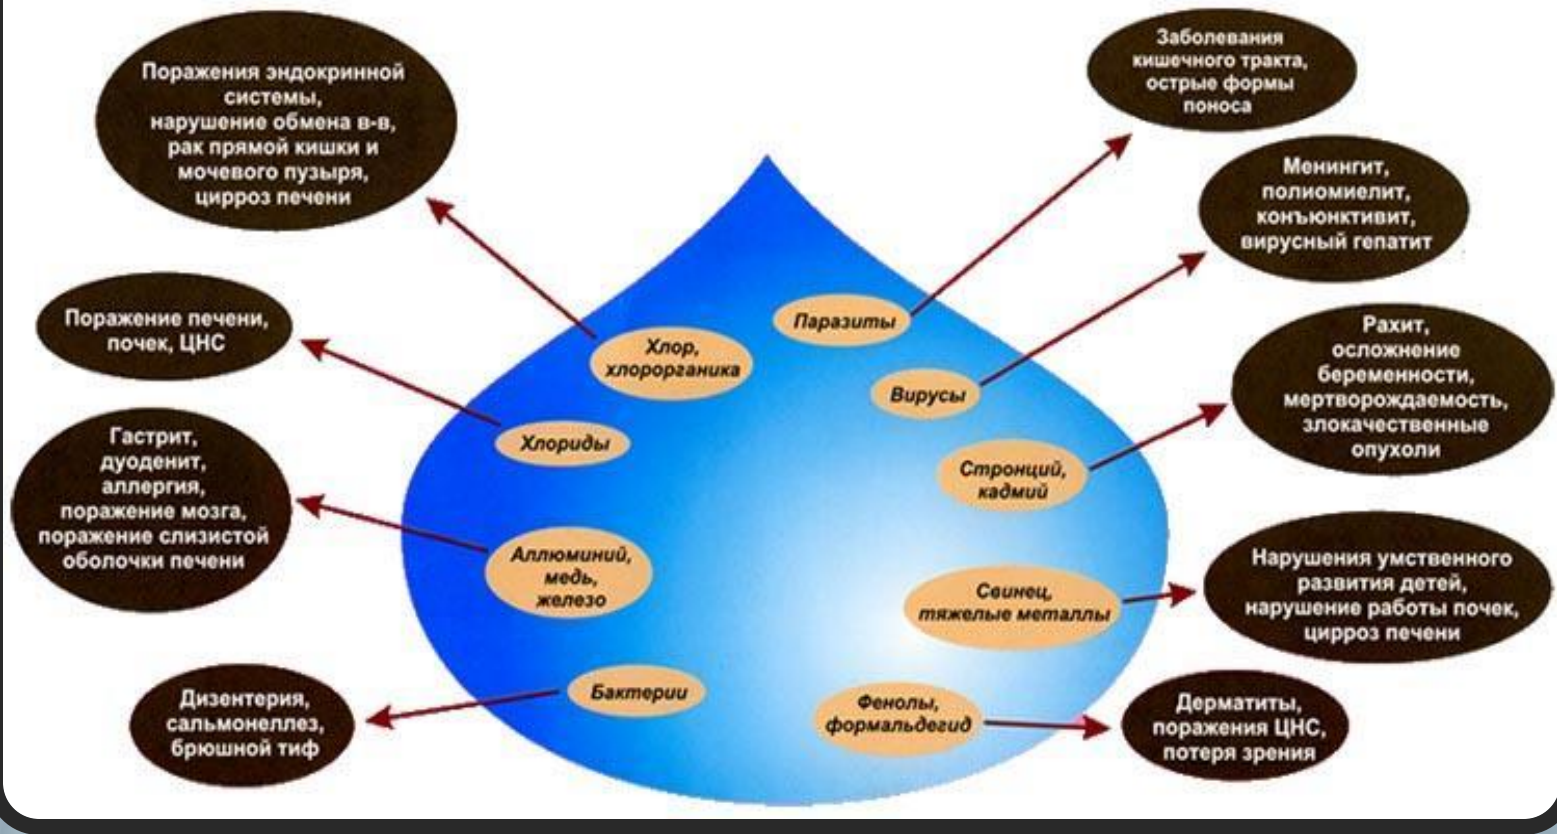 Поражения эндокринной
системы,
нарушение обмена в-в,
рак прямой кишки и
мочевого пузыря,
цирроз печени
Поражение печени,
почек, ЦНС
Гастрит,
дуоденит,
аллергия,
поражение мозга,
поражение слизистой
оболочки печени
Дизентерия,
сальмонеллез,
брюшной тиф
Хлор,
хлорорганика
Хлориды
Аллюминий,
медь,
железо
Бактерии
Паразиты
Вирусы
Стронций,
кадмий
Свинец,
тяжелые металлы
Фенолы,
формальдегид
Заболевания
кишечного тракта,
острые формы
поноса
Менингит,
полиомиелит,
конъюнктивит,
вирусный гепатит
Рахит,
осложнение
беременности,
мертворождаемость,
злокачественные
опухоли
Нарушения умственного
развития детей,
нарушение работы почек,
цирроз печени
Дерматиты,
поражения ЦНС,
потеря зрения